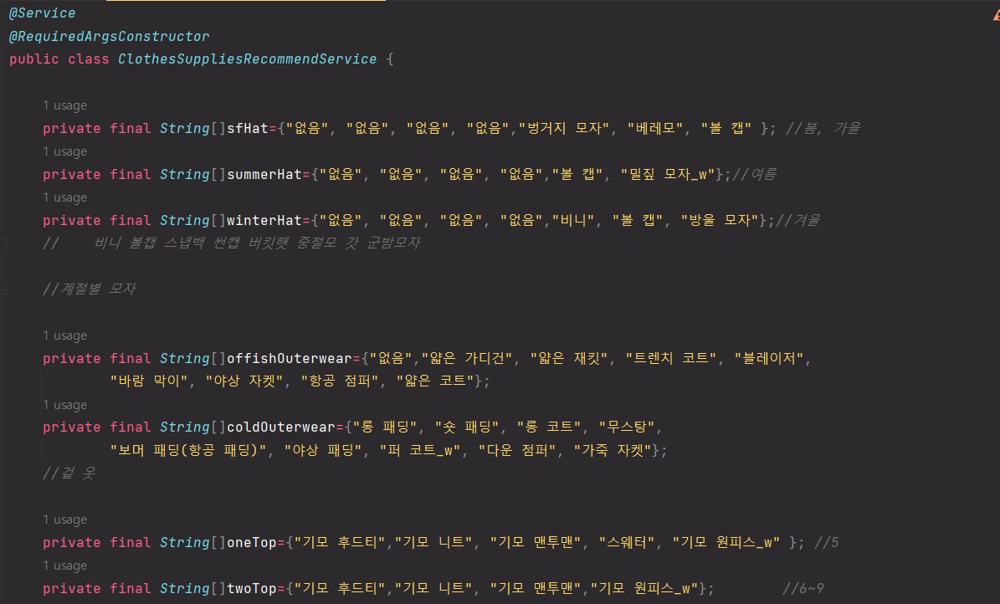 @Service
@RequiredArgsConstructor
public class ClothesSuppliesRecommendService {
1 usage
private final String[]sfHat={"없음", "없음", "없음", "없음","벙거지 모자", "베레모", "볼 캡" }; //봄, 가을
1 usage
private final String[]summerHat={"없음", "없음", "없음", "없음","볼 캡", "밀짚 모자_w"};//여름
1 usage
private final String[]winterHat={"없음", "없음", "없음", "없음","비니", "볼 캡", "방울 모자"};//겨울
// 비니 볼캡 스냅백 썬캡 버킷햇 중절모 갓 군밤모자
//계절별 모자
1 usage
private final String[]offishOuterwear={"없음","얇은 가디건", "얇은 재킷", "트렌치 코트", "블레이저",
"바람 막이", "야상 자켓", "항공 점퍼", "얇은 코트"};
1 usage
private final String[]coldOuterwear={"롱 패딩", "숏 패딩", "롱 코트", "무스탕",
"보머 패딩(항공 패딩)", "야상 패딩", "퍼 코트_w", "다운 점퍼", "가죽 자켓"};
//겉 옷
1 usage
private final String[]oneTop={"기모 후드티","기모 니트", "기모 맨투맨", "스웨터", "기모 원피스_w" }; //5
1 usage
private final String[]twoTop={"기모 후드티","기모 니트", "기모 맨투맨","기모 원피스_w"}; //6~9